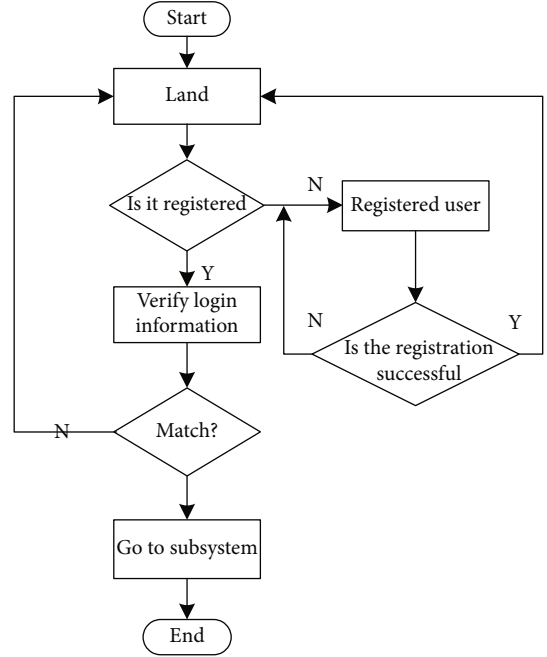 Start
Land
Is it registered
N
Registered user
Y
Verify login
information
N
Y
Is the registration
successful
Match?
N
Go to subsystem
End